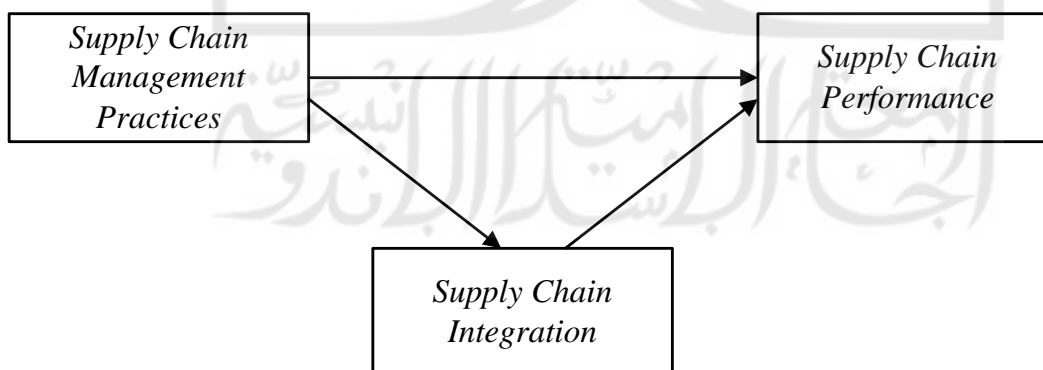 Supply Chain
Management
Practices
Supply Chain
Performance
Supply Chain
Integration